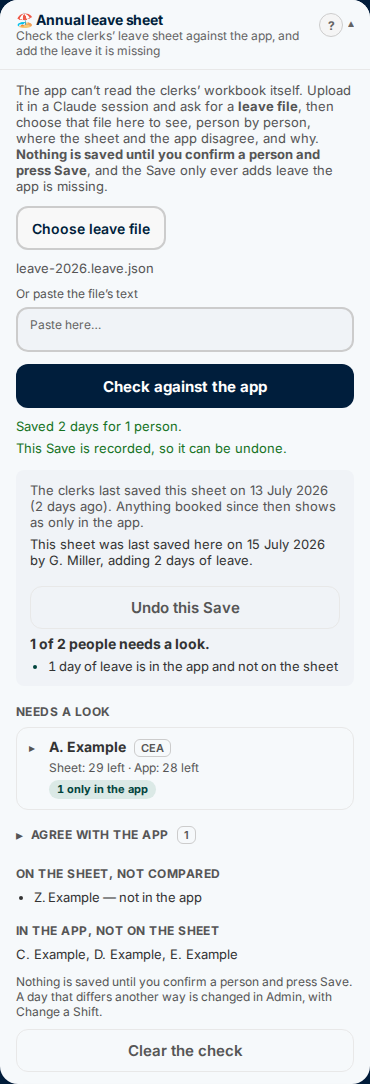 🏖️ Annual leave sheet
Check the clerks' leave sheet against the app, and
add the leave it is missing
?
The app can't read the clerks' workbook itself. Upload
it in a Claude session and ask for a leave file, then
choose that file here to see, person by person,
where the sheet and the app disagree, and why.
Nothing is saved until you confirm a person and
press Save, and the Save only ever adds leave the
app is missing.
Choose leave file
leave-2026.leave.json
Or paste the file's text
Paste here...
Check against the app
Saved 2 days for 1 person.
This Save is recorded, so it can be undone.
The clerks last saved this sheet on 13 July 2026
(2 days ago). Anything booked since then shows
as only in the app.
This sheet was last saved here on 15 July 2026
by G. Miller, adding 2 days of leave.
Undo this Save
1 of 2 people needs a look.
• 1 day of leave is in the app and not on the sheet
NEEDS A LOOK
A. Example CEA
Sheet: 29 left · App: 28 left
1 only in the app
AGREE WITH THE APP 1
ON THE SHEET, NOT COMPARED
• Z. Example — not in the app
IN THE APP, NOT ON THE SHEET
C. Example, D. Example, E. Example
Nothing is saved until you confirm a person and press Save.
A day that differs another way is changed in Admin, with
Change a Shift.
Clear the check